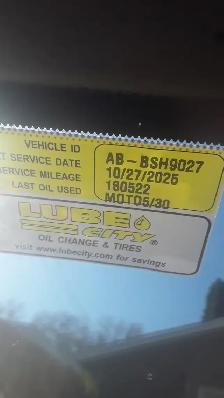 VEHICLE ID AB-BSH9027
T SERVICE DATE 10/27/2025
SERVICE MILEAGE 180522
LAST OIL USED MOTO5/30
LUBE
CITY®
OIL CHANGE & TIRES
visit www.lubecity.com for savings